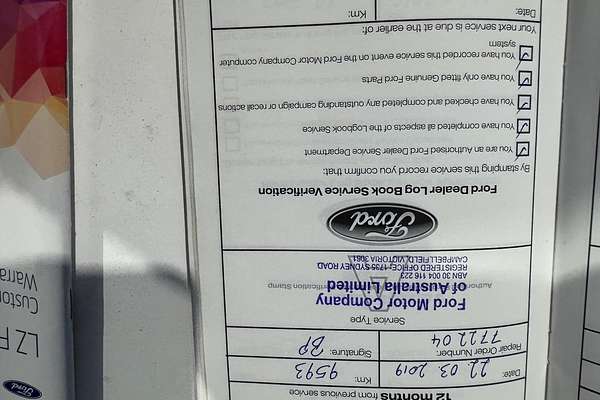 12 months from previous service
Date: 22.03.2019 Km: 9593
Repair Order Number: 772204 Signature:
Service Type
Ford Motor Company
of Australia Limited
ABN 30 004 116 223
REGISTERED OFFICE: 1735 SYDNEY ROAD
CAMPBELLFIELD, VICTORIA 3061
Ford
Ford Dealer Log Book Service Verification
By stamping this service record you confirm that:
You are an Authorised Ford Dealer Service Department
You have completed all aspects of the Logbook Service
You have checked and completed any outstanding campaign or recall actions
You have only fitted Genuine Ford Parts
You have recorded this service event on the Ford Motor Company computer
system
Your next service is due at the earlier of:
Date: Km:
Ford
LZ F
Custom
Warra